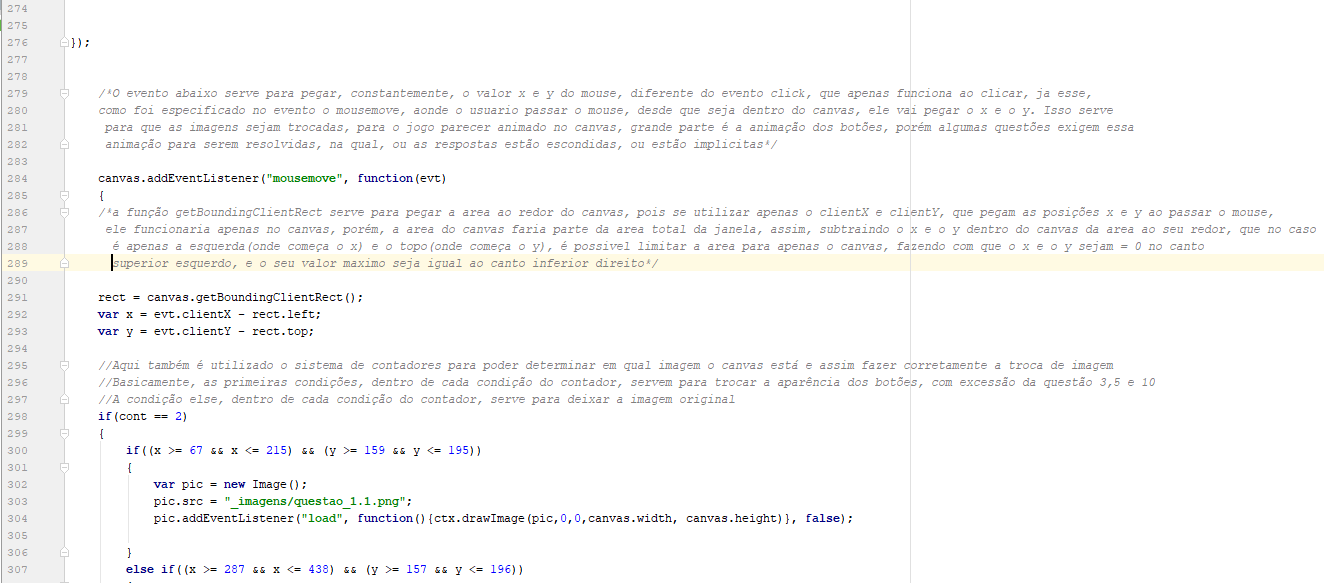 274
275
276 });
277
278
279 /*O evento abaixo serve para pegar, constantemente, o valor x e y do mouse, diferente do evento click, que apenas funciona ao clicar, ja esse,
280 como foi especificado no evento o mousemove, aonde o usuario passar o mouse, desde que seja dentro do canvas, ele vai pegar o x e o y. Isso serve
281 para que as imagens sejam trocadas, para o jogo parecer animado no canvas, grande parte é a animação dos botões, porém algumas questões exigem essa
282 animação para serem resolvidas, na qual, ou as respostas estão escondidas, ou estão implicitas*/
283
284 canvas.addEventListener("mousemove", function(evt)
285 {
286 /*a função getBoundingClientRect serve para pegar a area ao redor do canvas, pois se utilizar apenas o clientX e clientY, que pegam as posições x e y ao passar o mouse,
287 ele funcionaria apenas no canvas, porém, a area do canvas faria parte da area total da janela, assim, subtraindo o x e o y dentro do canvas da area ao seu redor, que no caso
288 é apenas a esquerda(onde começa o x) e o topo(onde começa o y), é possivel limitar a area para apenas o canvas, fazendo com que o x e o y sejam = 0 no canto
289 superior esquerdo, e o seu valor maximo seja igual ao canto inferior direito*/
290
291 rect = canvas.getBoundingClientRect();
292 var x = evt.clientX - rect.left;
293 var y = evt.clientY - rect.top;
294
295 //Aqui também é utilizado o sistema de contadores para poder determinar em qual imagem o canvas está e assim fazer corretamente a troca de imagem
296 //Basicamente, as primeiras condições, dentro de cada condição do contador, servem para trocar a aparência dos botões, com excessão da questão 3,5 e 10
297 //A condição else, dentro de cada condição do contador, serve para deixar a imagem original
298 if(cont == 2)
299 {
300 if((x >= 67 && x <= 215) && (y >= 159 && y <= 195))
301 {
302 var pic = new Image();
303 pic.src = "_imagens/questao_1.1.png";
304 pic.addEventListener("load", function(){ctx.drawImage(pic,0,0,canvas.width, canvas.height)}, false);
305
306 }
307 else if((x >= 287 && x <= 438) && (y >= 157 && y <= 196))